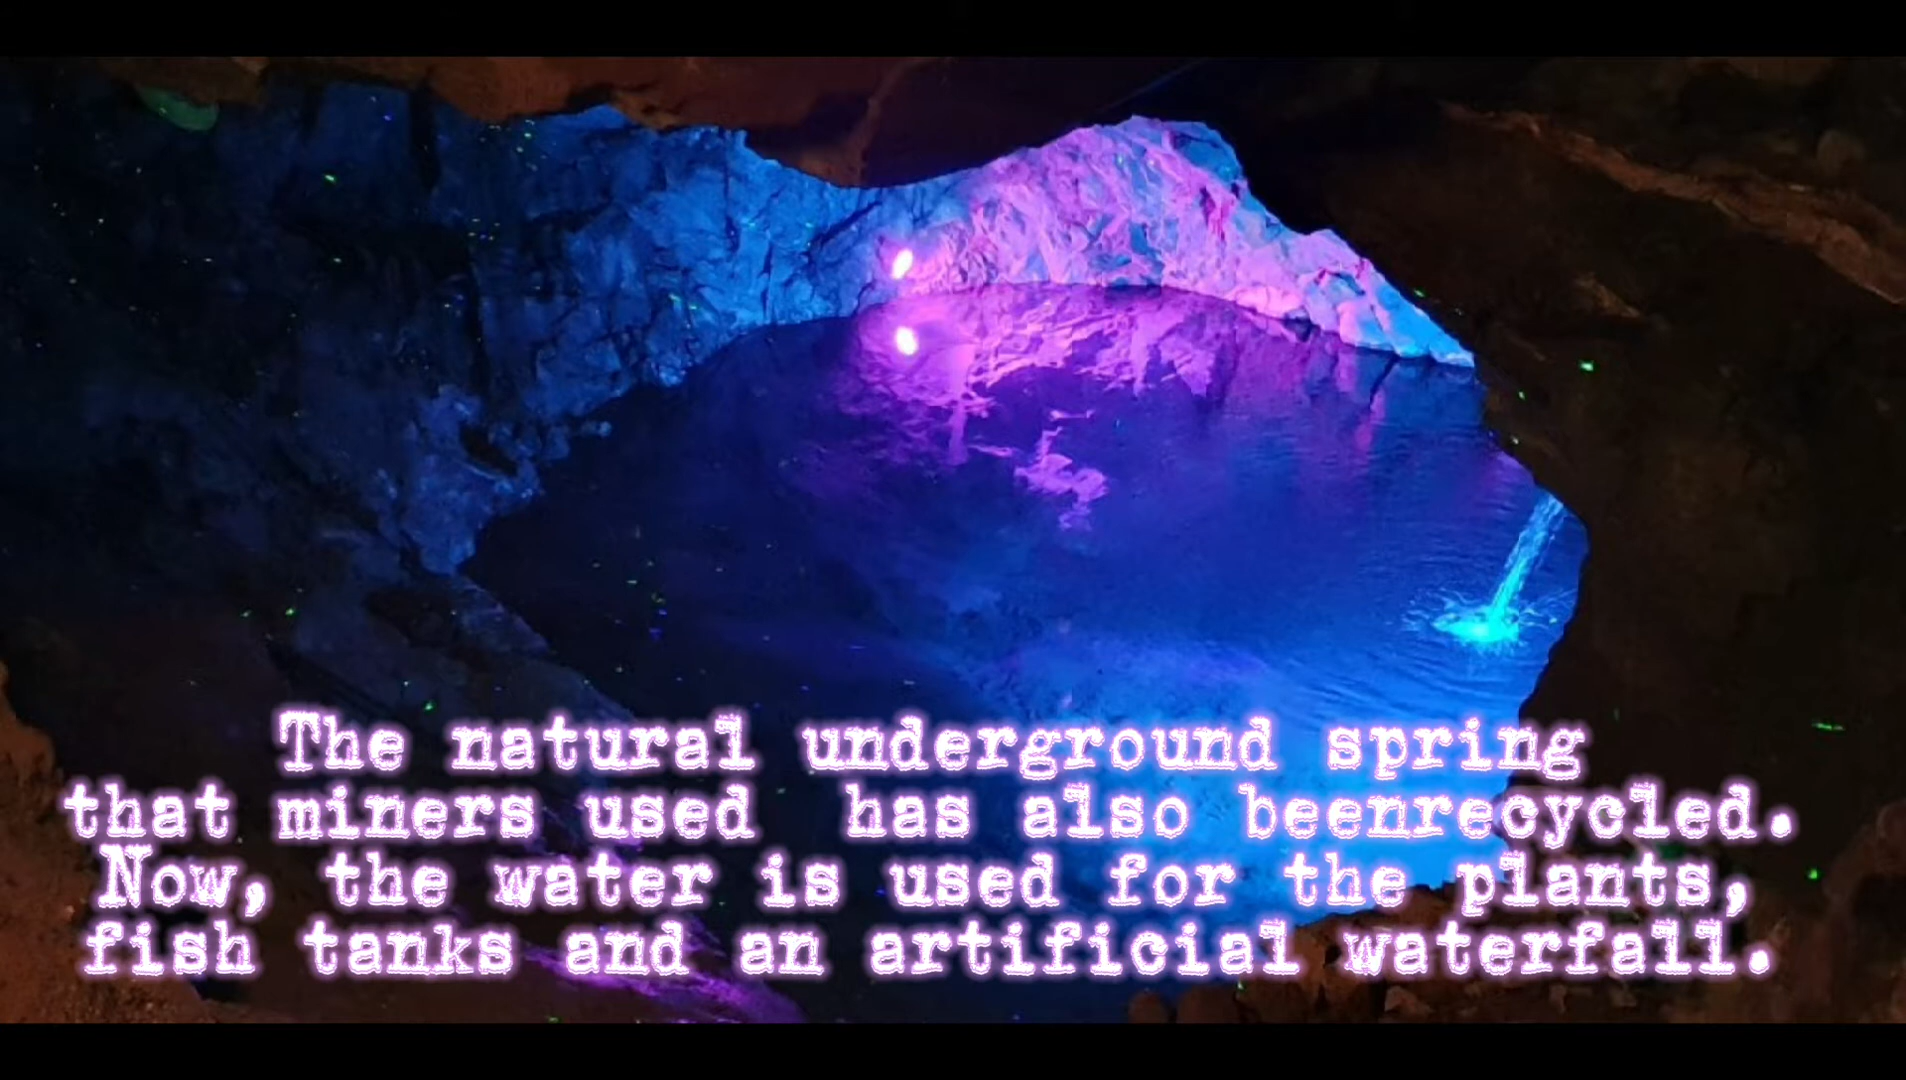 The natural underground spring
that miners used  has also beenrecycled.
Now, the water is used for the plants,
fish tanks and an artificial waterfall.